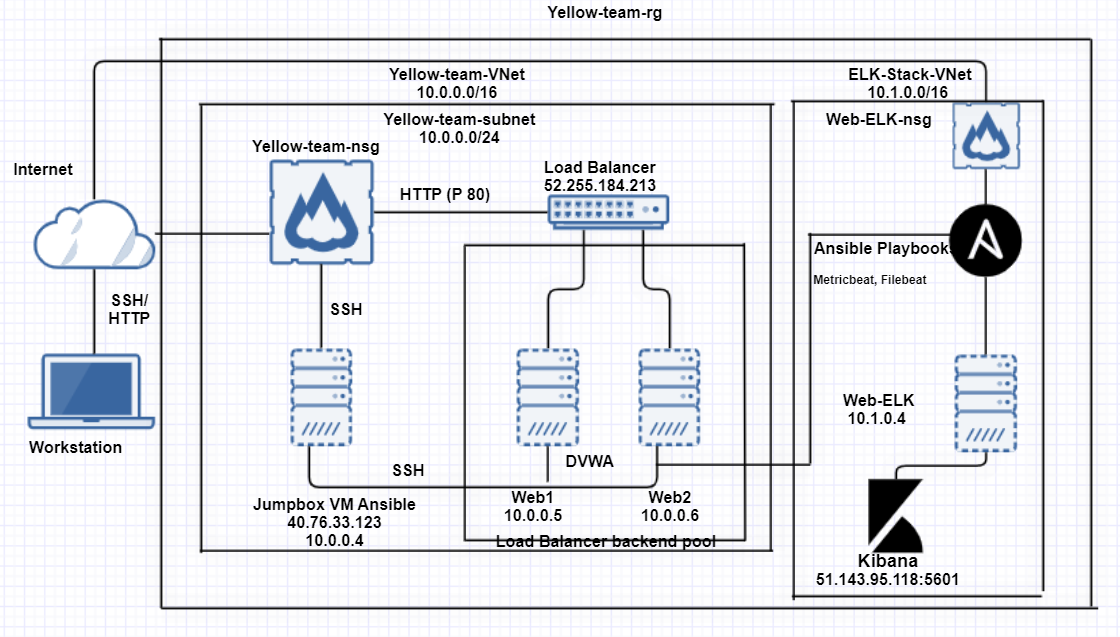 Yellow-team-rg
Yellow-team-VNet
10.0.0.0/16
ELK-Stack-VNet
10.1.0.0/16
Yellow-team-subnet
10.0.0.0/24
Web-ELK-nsg
Yellow-team-nsg
Internet
Load Balancer
52.255.184.213
HTTP (P 80)
Ansible Playbook
Metricbeat, Filebeat
SSH/
HTTP
SSH
Web-ELK
10.1.0.4
Workstation
DVWA
SSH
Jumpbox VM Ansible
40.76.33.123
10.0.0.4
Web1
10.0.0.5
Web2
10.0.0.6
Load Balancer backend pool
Kibana
51.143.95.118:5601